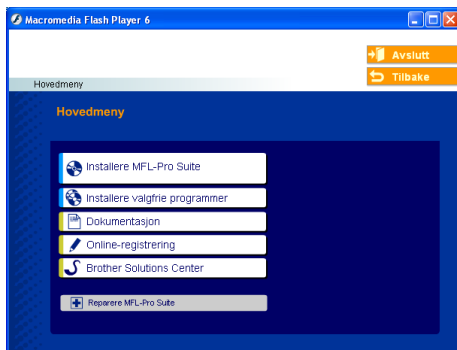 Macromedia Flash Player 6
Avslutt
Tilbake
Hovedmeny
Hovedmeny
Installere MFL-Pro Suite
Installere valgfrie programmer
Dokumentasjon
Online-registrering
Brother Solutions Center
Reparere MFL-Pro Suite